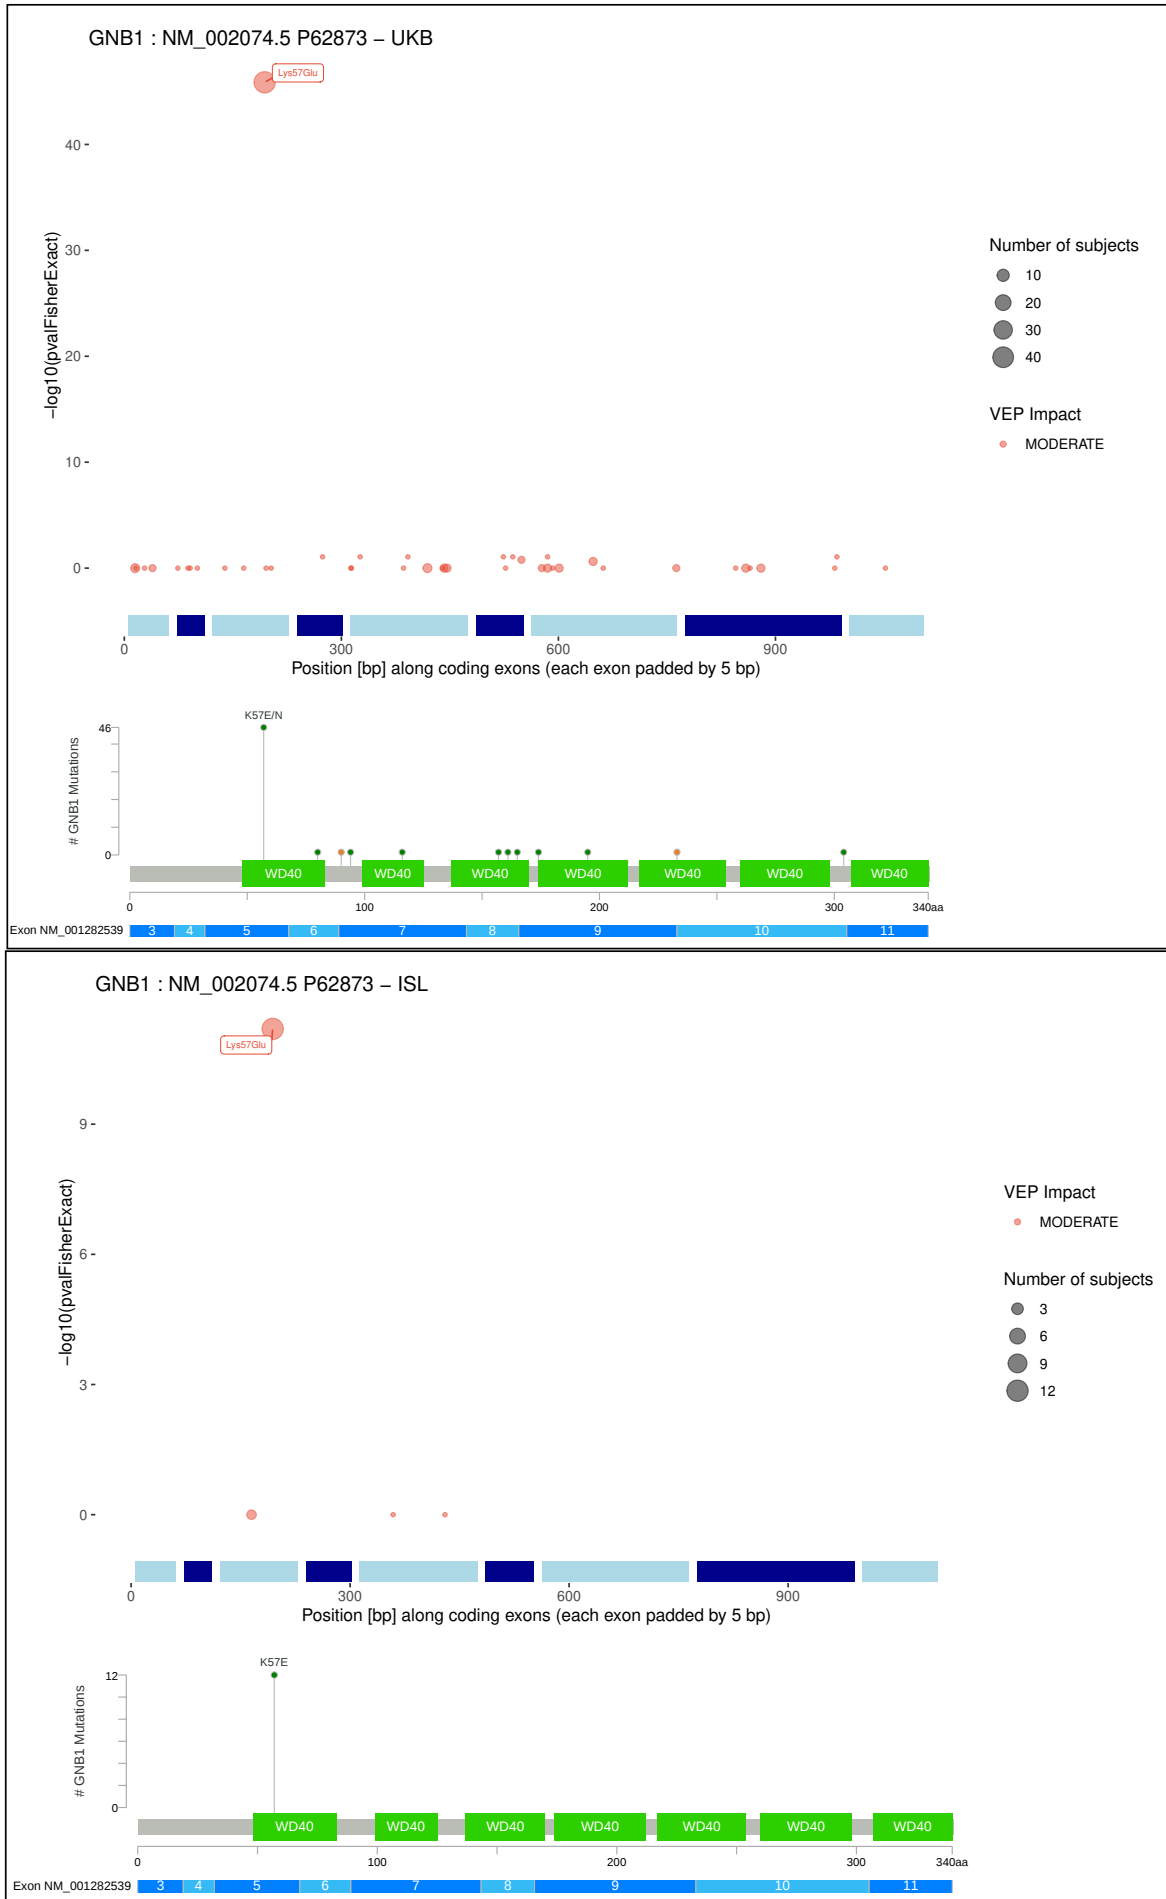 GNB1 : NM_002074.5 P62873 – UKB
Lys57Glu
40
30
20
10
0
−log10(pvalFisherExact)
Number of subjects
10
20
30
40
VEP Impact
MODERATE
0 300 600 900
Position [bp] along coding exons (each exon padded by 5 bp)
K57E/N
46
0
# GNB1 Mutations
WD40 WD40 WD40 WD40 WD40 WD40 WD40
0 100 200 300 340aa
Exon NM_001282539 3 4 5 6 7 8 9 10 11
GNB1 : NM_002074.5 P62873 – ISL
Lys57Glu
9
6
3
0
−log10(pvalFisherExact)
VEP Impact
MODERATE
Number of subjects
3
6
9
12
0 300 600 900
Position [bp] along coding exons (each exon padded by 5 bp)
K57E
12
0
# GNB1 Mutations
WD40 WD40 WD40 WD40 WD40 WD40 WD40
0 100 200 300 340aa
Exon NM_001282539 3 4 5 6 7 8 9 10 11